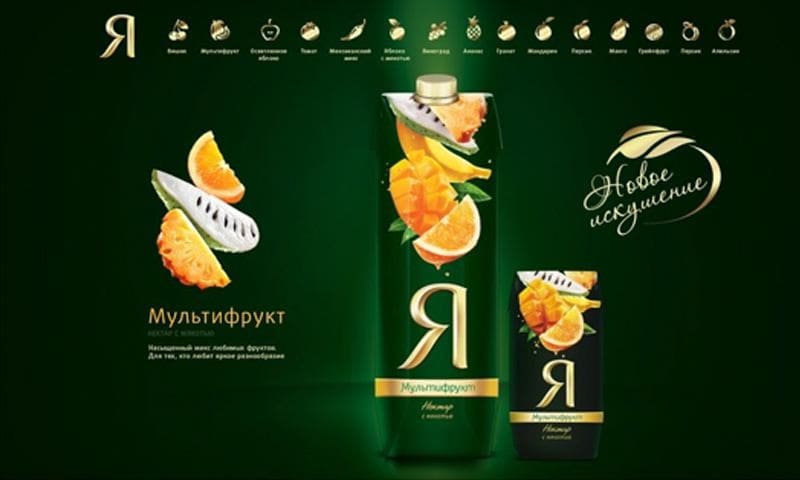 Я
Вишня
Мультифрукт
Осветленное
яблоко
Томат
Мексиканский
микс
Яблоко
с мякотью
Виноград
Ананас
Гранат
Мандарин
Персик
Манго
Грейпфрут
Персик
Апельсин
Новое
искушение
Мультифрукт
НЕКТАР С МЯКОТЬЮ
Насыщенный микс любимых фруктов.
Для тех, кто любит яркое разнообразие
Я
Мультифрукт
Нектар
с мякотью
Я
Мультифрукт
Нектар
с мякотью